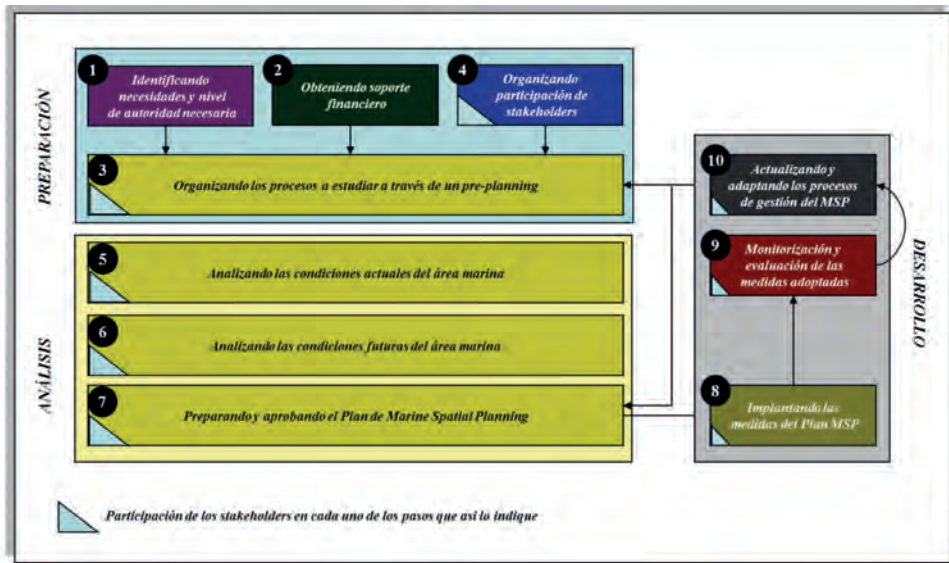 PREPARACIÓN
1
Identificando
necesidades y nivel
de autoridad necesaria
2
Obteniendo soporte
financiero
4
Organizando
participación de
stakeholders
3
Organizando los procesos a estudiar a través de un pre-planning
ANÁLISIS
5
Analizando las condiciones actuales del área marina
6
Analizando las condiciones futuras del área marina
7
Preparando y aprobando el Plan de Marine Spatial Planning
DESARROLLO
10
Actualizando y
adaptando los procesos
de gestión del MSP
9
Monitorización y
evaluación de las
medidas adoptadas
8
Implantando las
medidas del Plan MSP
Participación de los stakeholders en cada uno de los pasos que asi lo indique